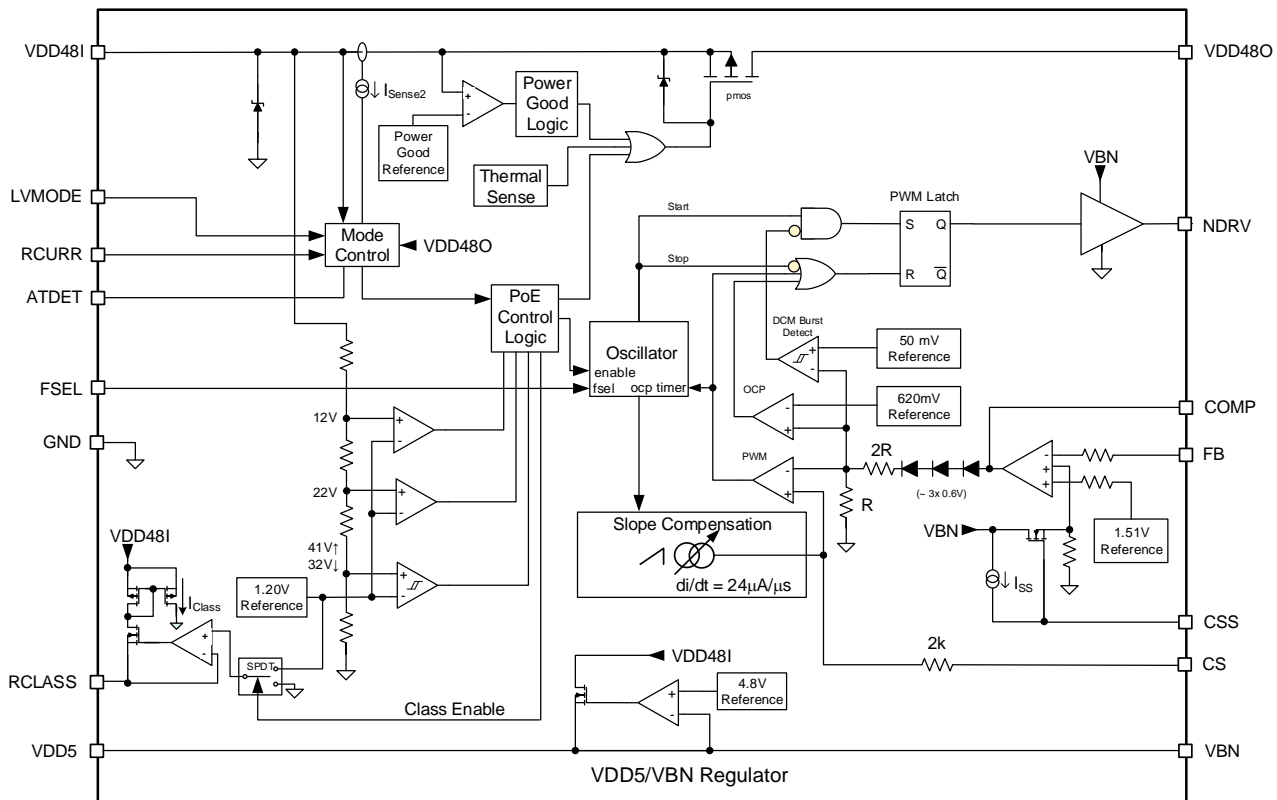 VDD48I
VDD48O
ISense2
Power
Good
Logic
pmos
Power
Good
Reference
Thermal
Sense
VBN
LVMODE
Start
PWM Latch
S
Q
NDRV
RCURR
Mode
Control
VDD48O
Stop
R
Q
ATDET
PoE
Control
Logic
DCM Burst
Detect
50 mV
Reference
Oscillator
enable
fsel
ocp timer
FSEL
OCP
620mV
Reference
COMP
12V
GND
PWM
2R
(~ 3x 0.6V)
FB
22V
R
1.51V
Reference
VDD48I
Slope Compensation
di/dt = 24µA/µs
VBN
41V↑
32V↓
1.20V
Reference
IClass
ISS
CSS
SPDT
2k
CS
RCLASS
VDD48I
4.8V
Reference
Class Enable
VDD5
VBN
VDD5/VBN Regulator